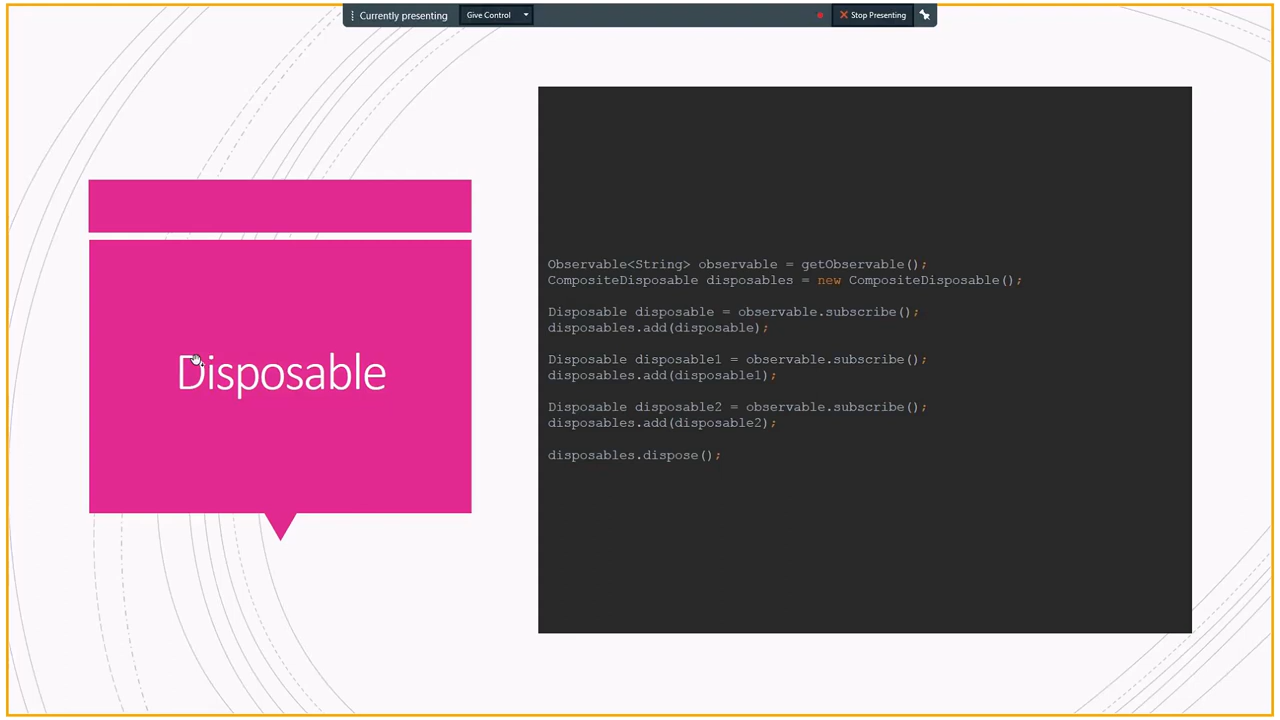 Currently presenting
Give Control
Stop Presenting
Disposable
Observable<String> observable = getObservable();
CompositeDisposable disposables = new CompositeDisposable();
Disposable disposable = observable.subscribe();
disposables.add(disposable);
Disposable disposable1 = observable.subscribe();
disposables.add(disposable1);
Disposable disposable2 = observable.subscribe();
disposables.add(disposable2);
disposables.dispose();